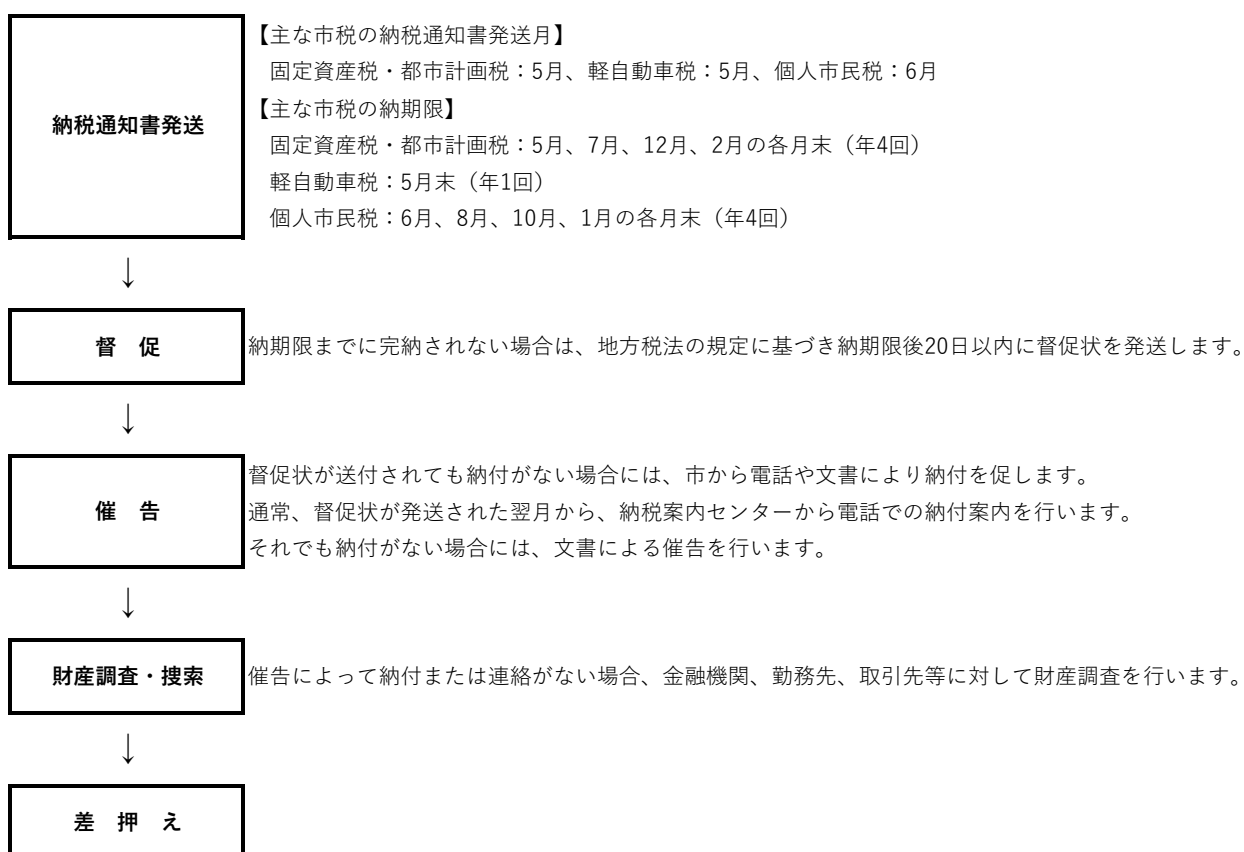 納税通知書発送
【主な市税の納税通知書発送月】
固定資産税・都市計画税：5月、軽自動車税：5月、個人市民税：6月
【主な市税の納期限】
固定資産税・都市計画税：5月、7月、12月、2月の各月末（年4回）
軽自動車税：5月末（年1回）
個人市民税：6月、8月、10月、1月の各月末（年4回）
↓
督　促
納期限までに完納されない場合は、地方税法の規定に基づき納期限後20日以内に督促状を発送します。
↓
催　告
督促状が送付されても納付がない場合には、市から電話や文書により納付を促します。
通常、督促状が発送された翌月から、納税案内センターから電話での納付案内を行います。
それでも納付がない場合には、文書による催告を行います。
↓
財産調査・捜索
催告によって納付または連絡がない場合、金融機関、勤務先、取引先等に対して財産調査を行います。
↓
差　押　え